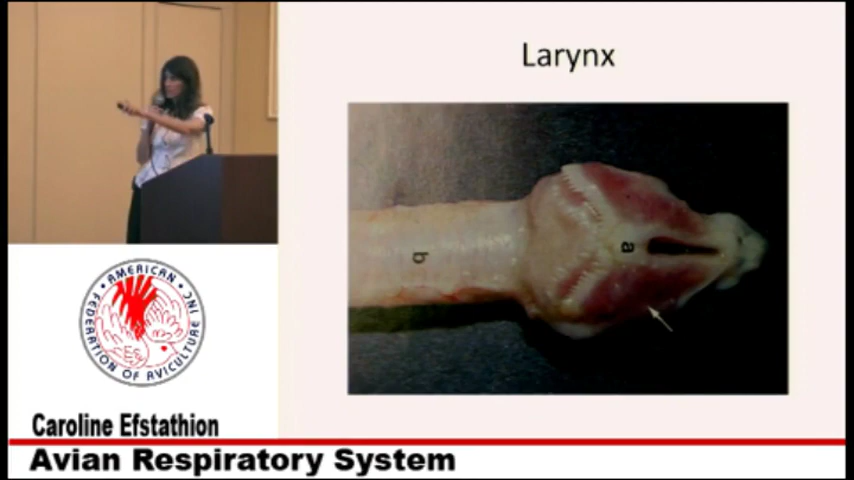 Larynx
a
b
AMERICAN
FEDERATION OF AVICULTURE INC
Caroline Efstathion
Avian Respiratory System